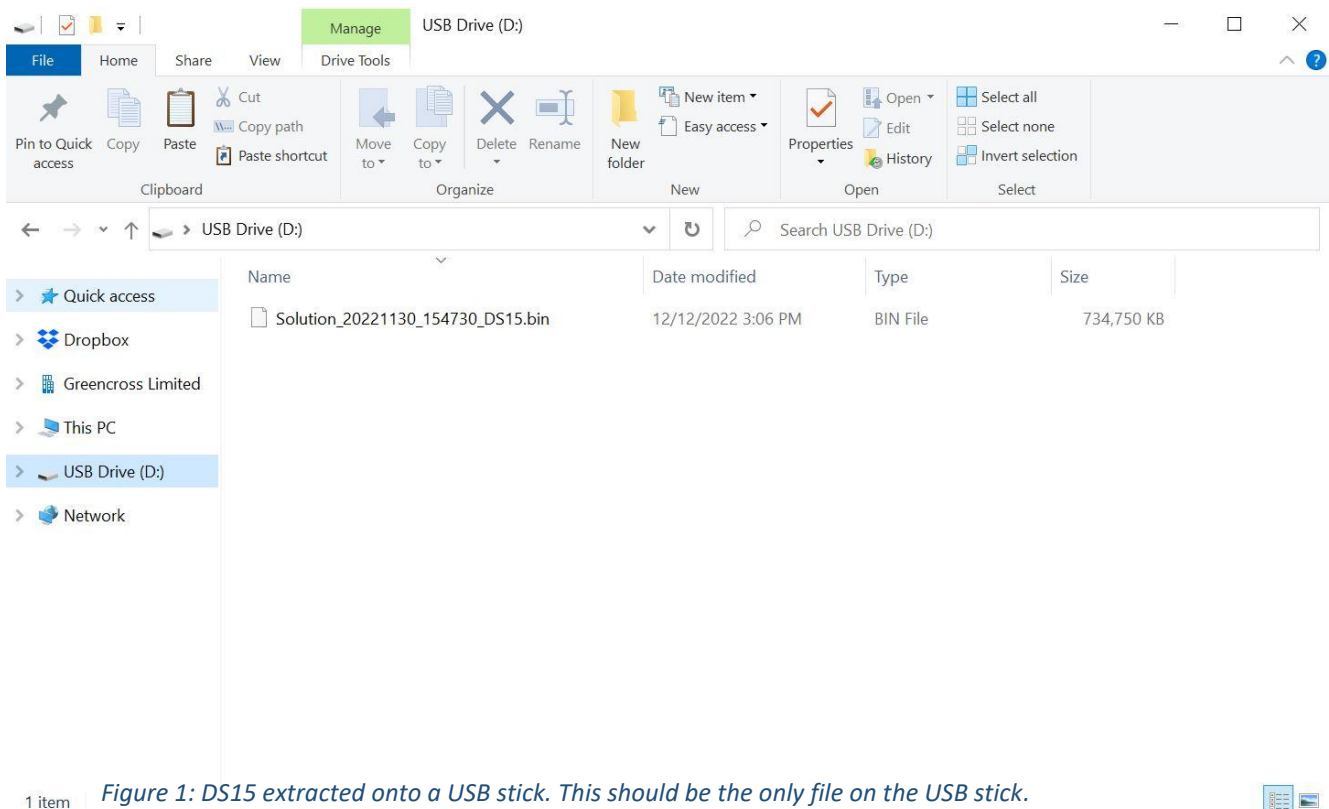 Manage USB Drive (D:)
File Home Share View Drive Tools
Pin to Quick access
Copy
Paste
Cut
Copy path
Paste shortcut
Clipboard
Move to
Copy to
Delete
Rename
Organize
New folder
New item
Easy access
New
Properties
Open
Edit
History
Open
Select all
Select none
Invert selection
Select
USB Drive (D:)
Search USB Drive (D:)
Name Date modified Type Size
Solution_20221130_154730_DS15.bin 12/12/2022 3:06 PM BIN File 734,750 KB
Quick access
Dropbox
Greencross Limited
This PC
USB Drive (D:)
Network
1 item
Figure 1: DS15 extracted onto a USB stick. This should be the only file on the USB stick.